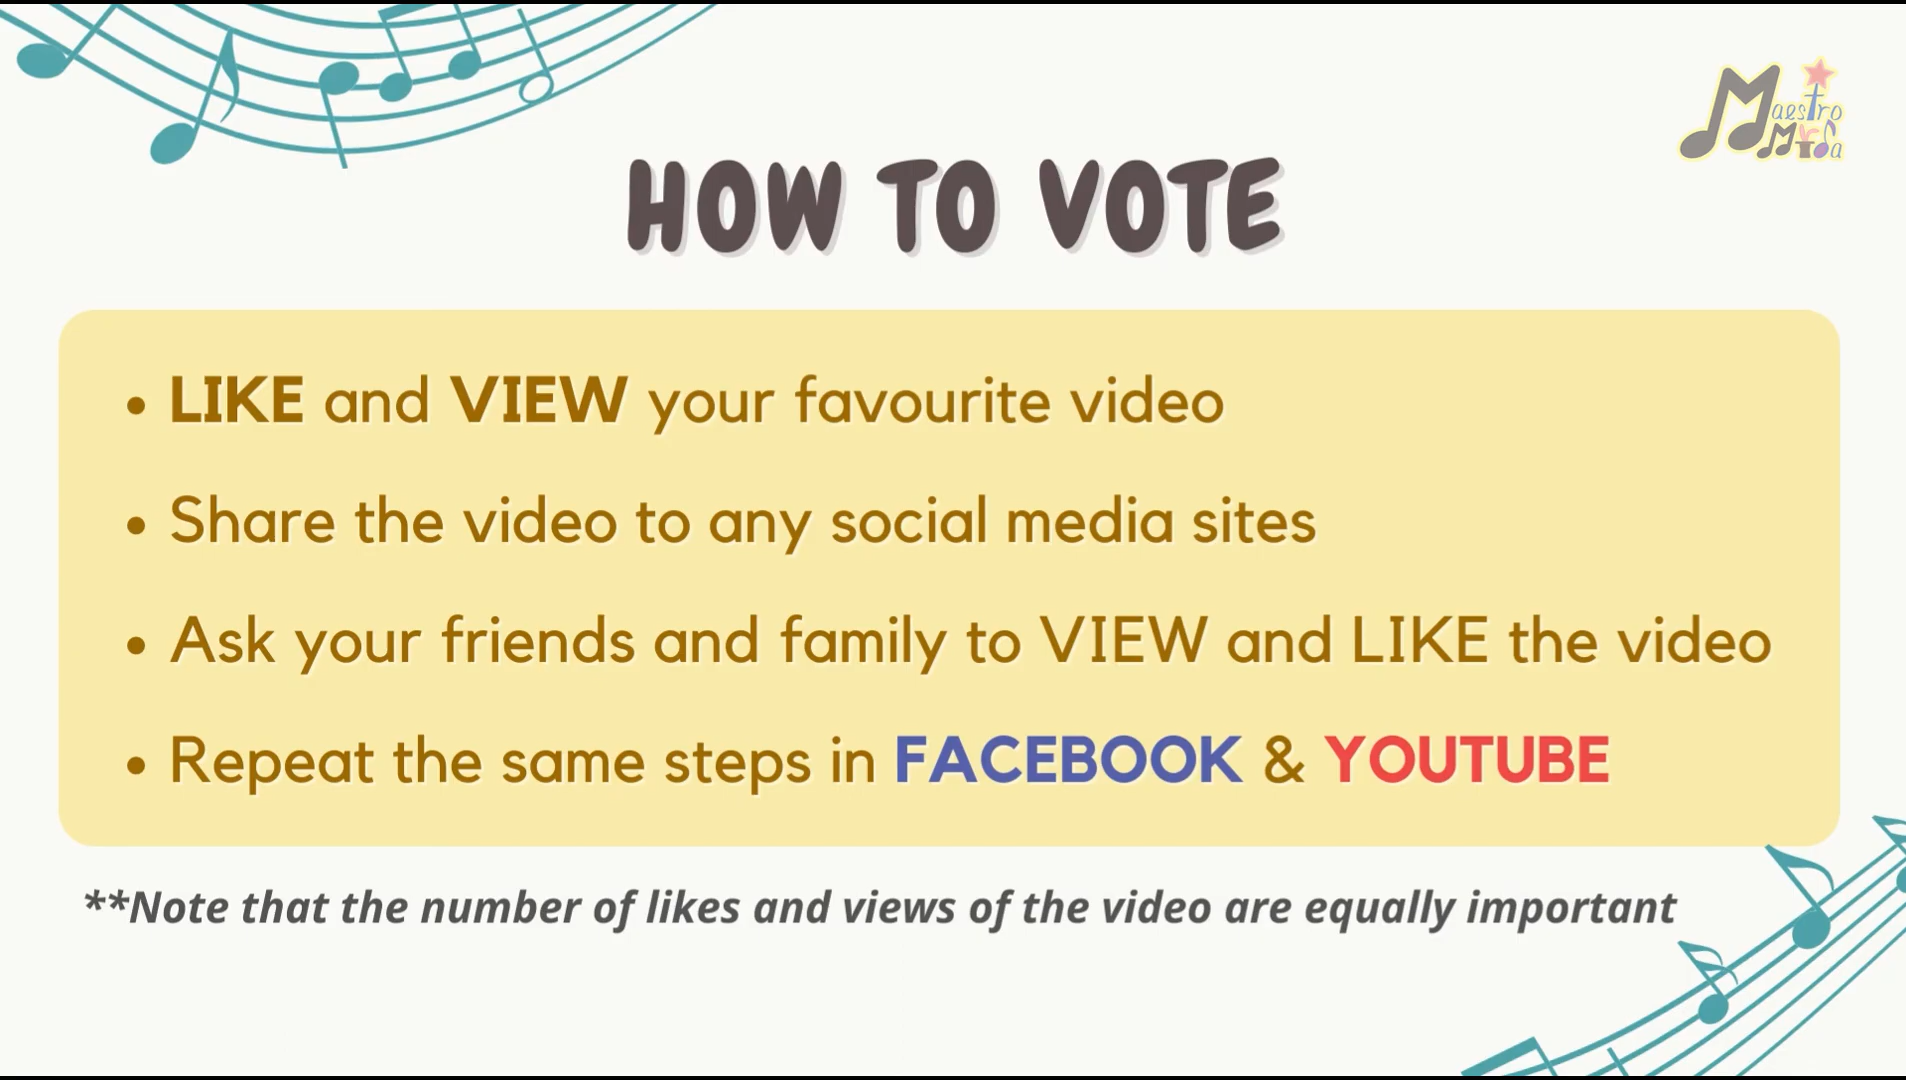 Maestro
HOW TO VOTE
• LIKE and VIEW your favourite video
• Share the video to any social media sites
• Ask your friends and family to VIEW and LIKE the video
• Repeat the same steps in FACEBOOK & YOUTUBE
**Note that the number of likes and views of the video are equally important